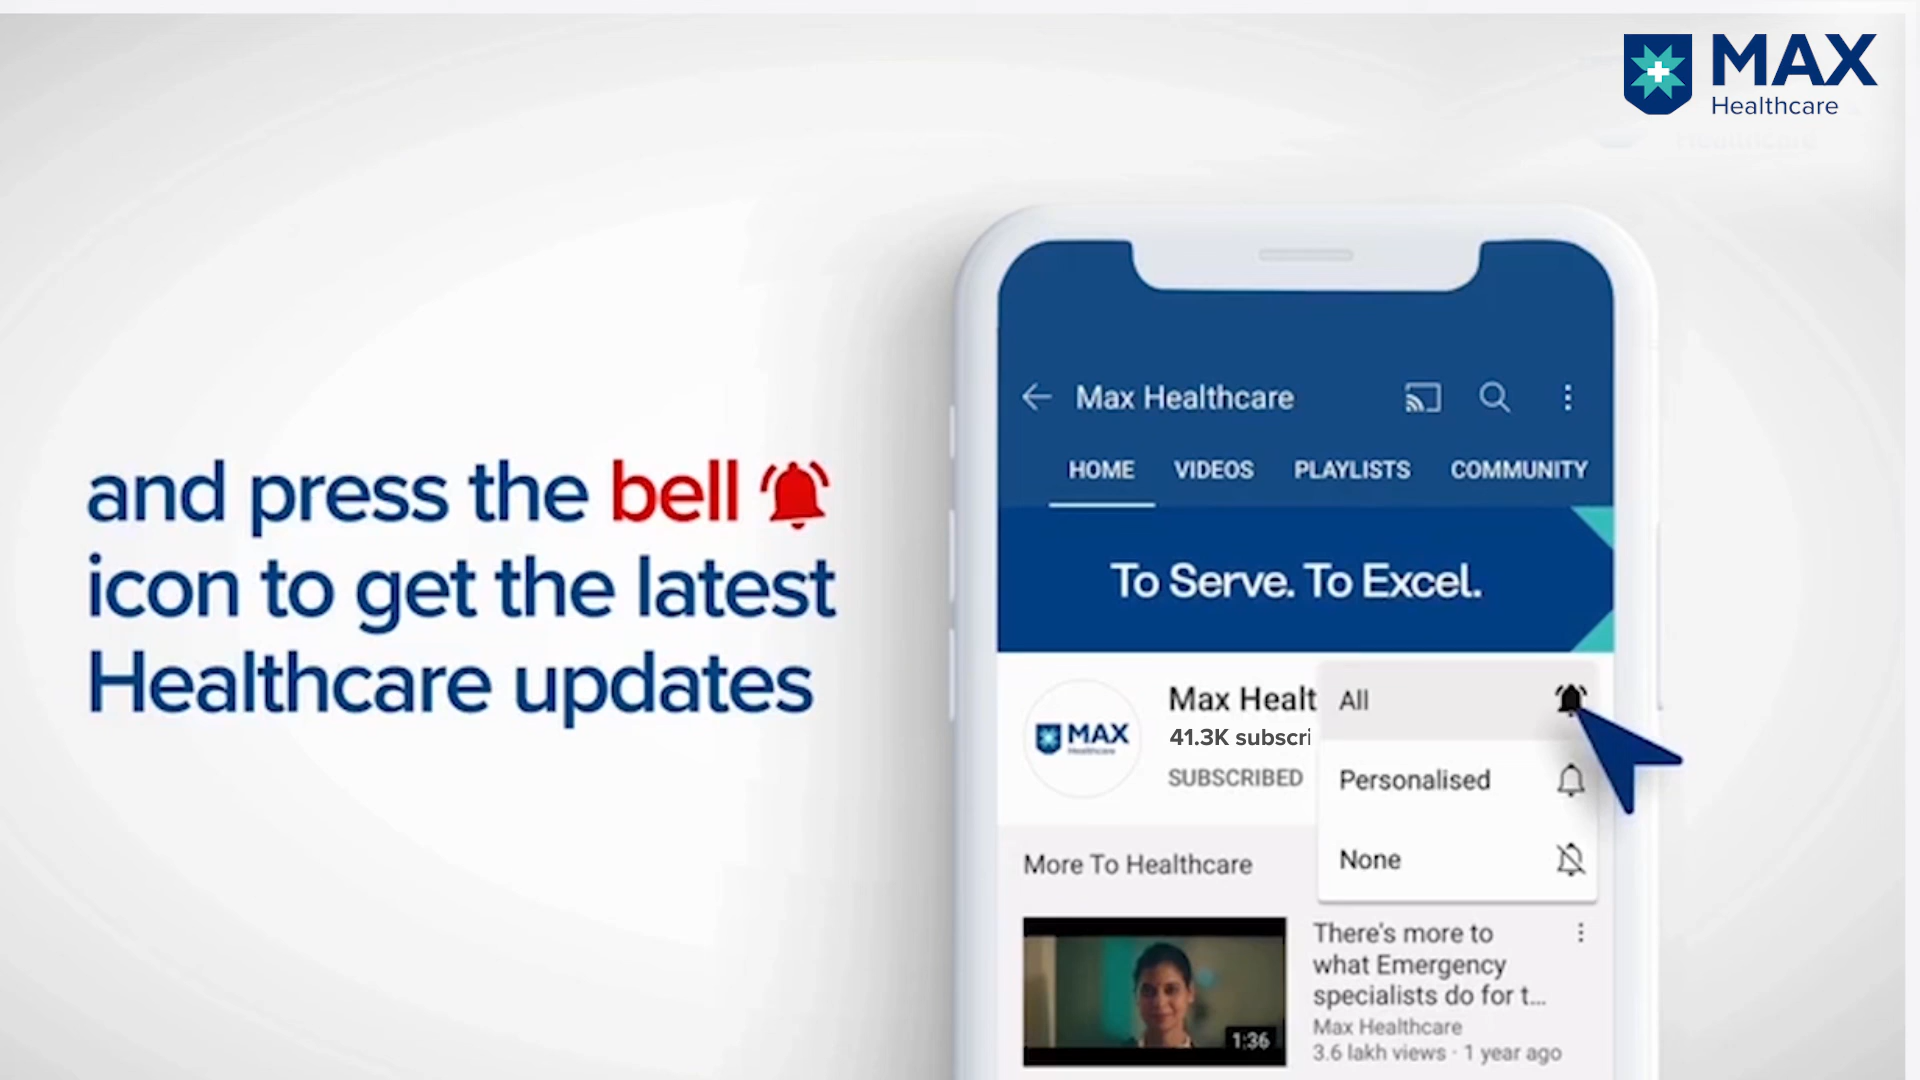 MAX
Healthcare
and press the bell
icon to get the latest
Healthcare updates
Max Healthcare
HOME VIDEOS PLAYLISTS COMMUNITY
To Serve. To Excel.
MAX
Healthcare
Max Healt
41.3K subscri
SUBSCRIBED
All
Personalised
None
More To Healthcare
1:36
There's more to
what Emergency
specialists do for t...
Max Healthcare
3.6 lakh views · 1 year ago